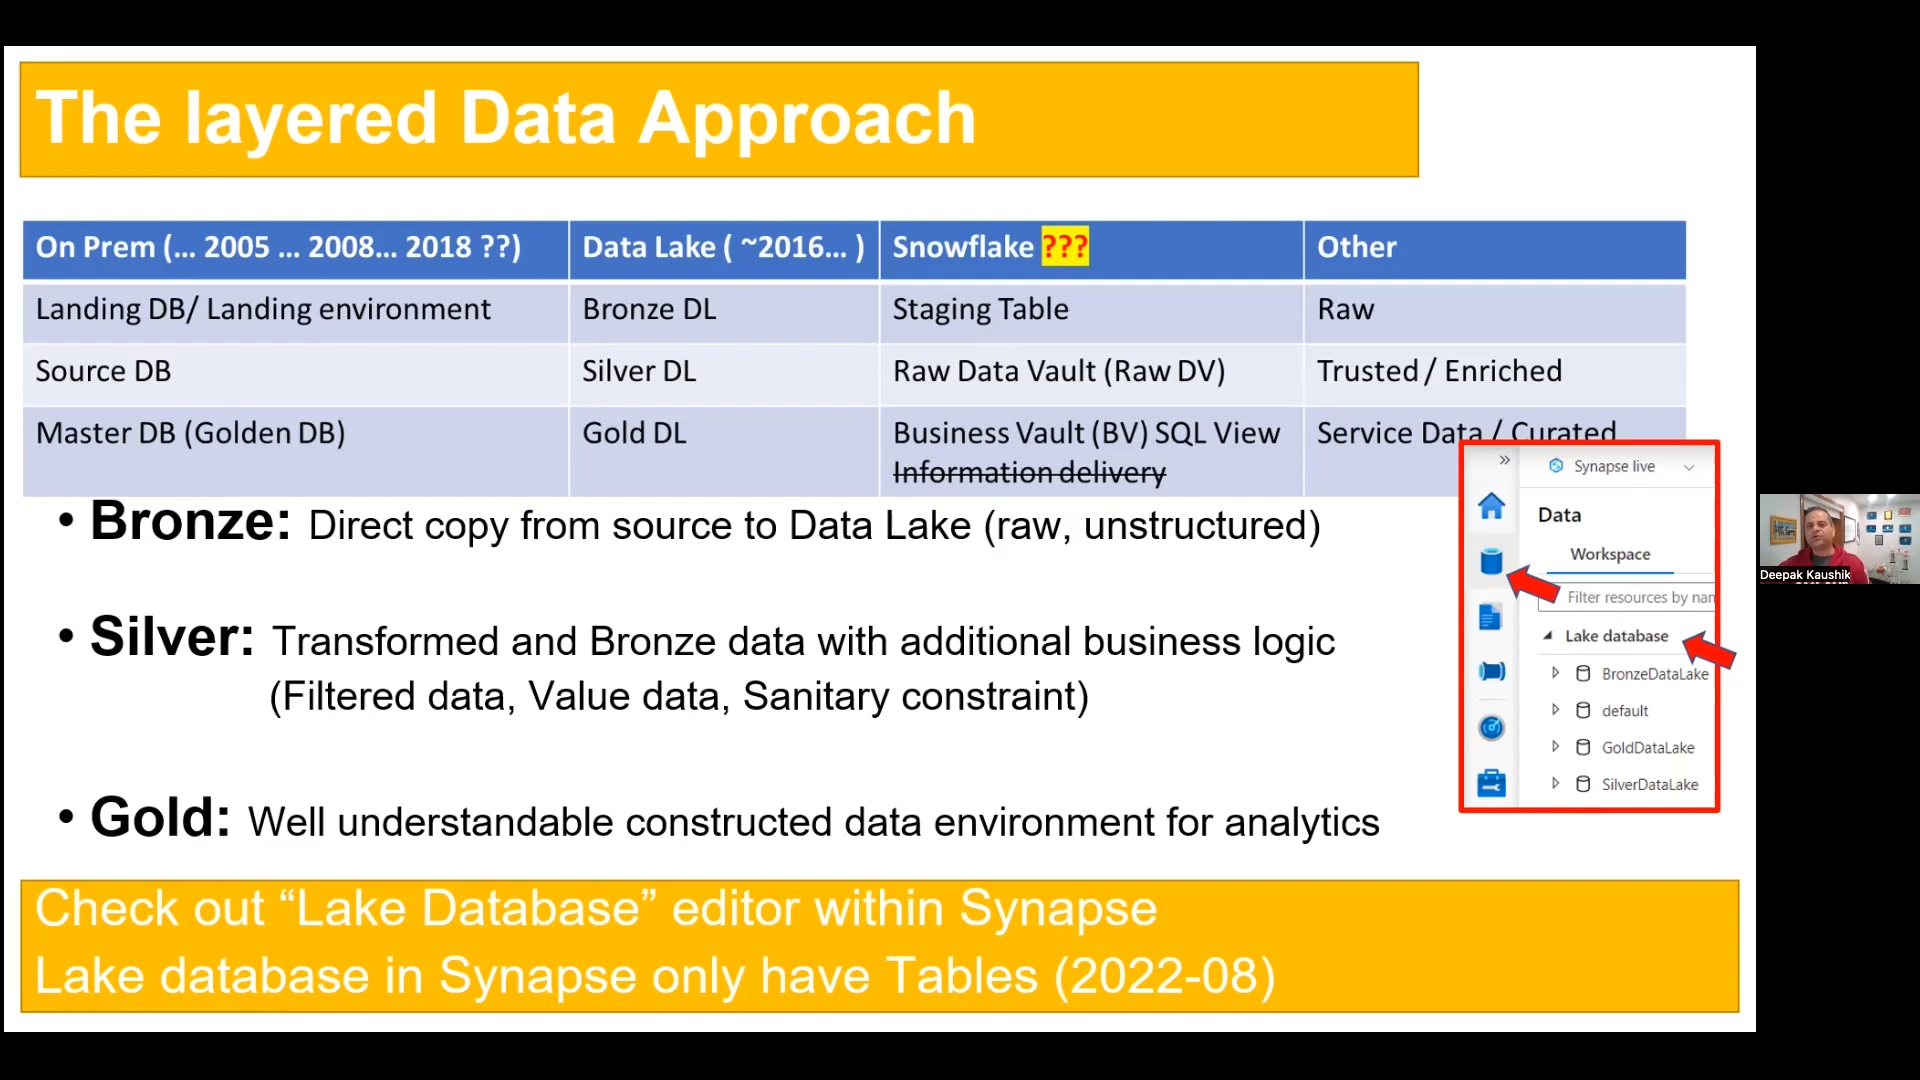 The layered Data Approach
On Prem (... 2005 ... 2008... 2018 ??) Data Lake ( ~2016... ) Snowflake ??? Other
Landing DB/ Landing environment Bronze DL Staging Table Raw
Source DB Silver DL Raw Data Vault (Raw DV) Trusted / Enriched
Master DB (Golden DB) Gold DL Business Vault (BV) SQL View Service Data / Curated
Information delivery
• Bronze: Direct copy from source to Data Lake (raw, unstructured)
• Silver: Transformed and Bronze data with additional business logic
(Filtered data, Value data, Sanitary constraint)
• Gold: Well understandable constructed data environment for analytics
Synapse live
Data
Workspace
Filter resources by nam
Lake database
BronzeDataLake
default
GoldDataLake
SilverDataLake
Check out “Lake Database” editor within Synapse
Lake database in Synapse only have Tables (2022-08)
Deepak Kaushik